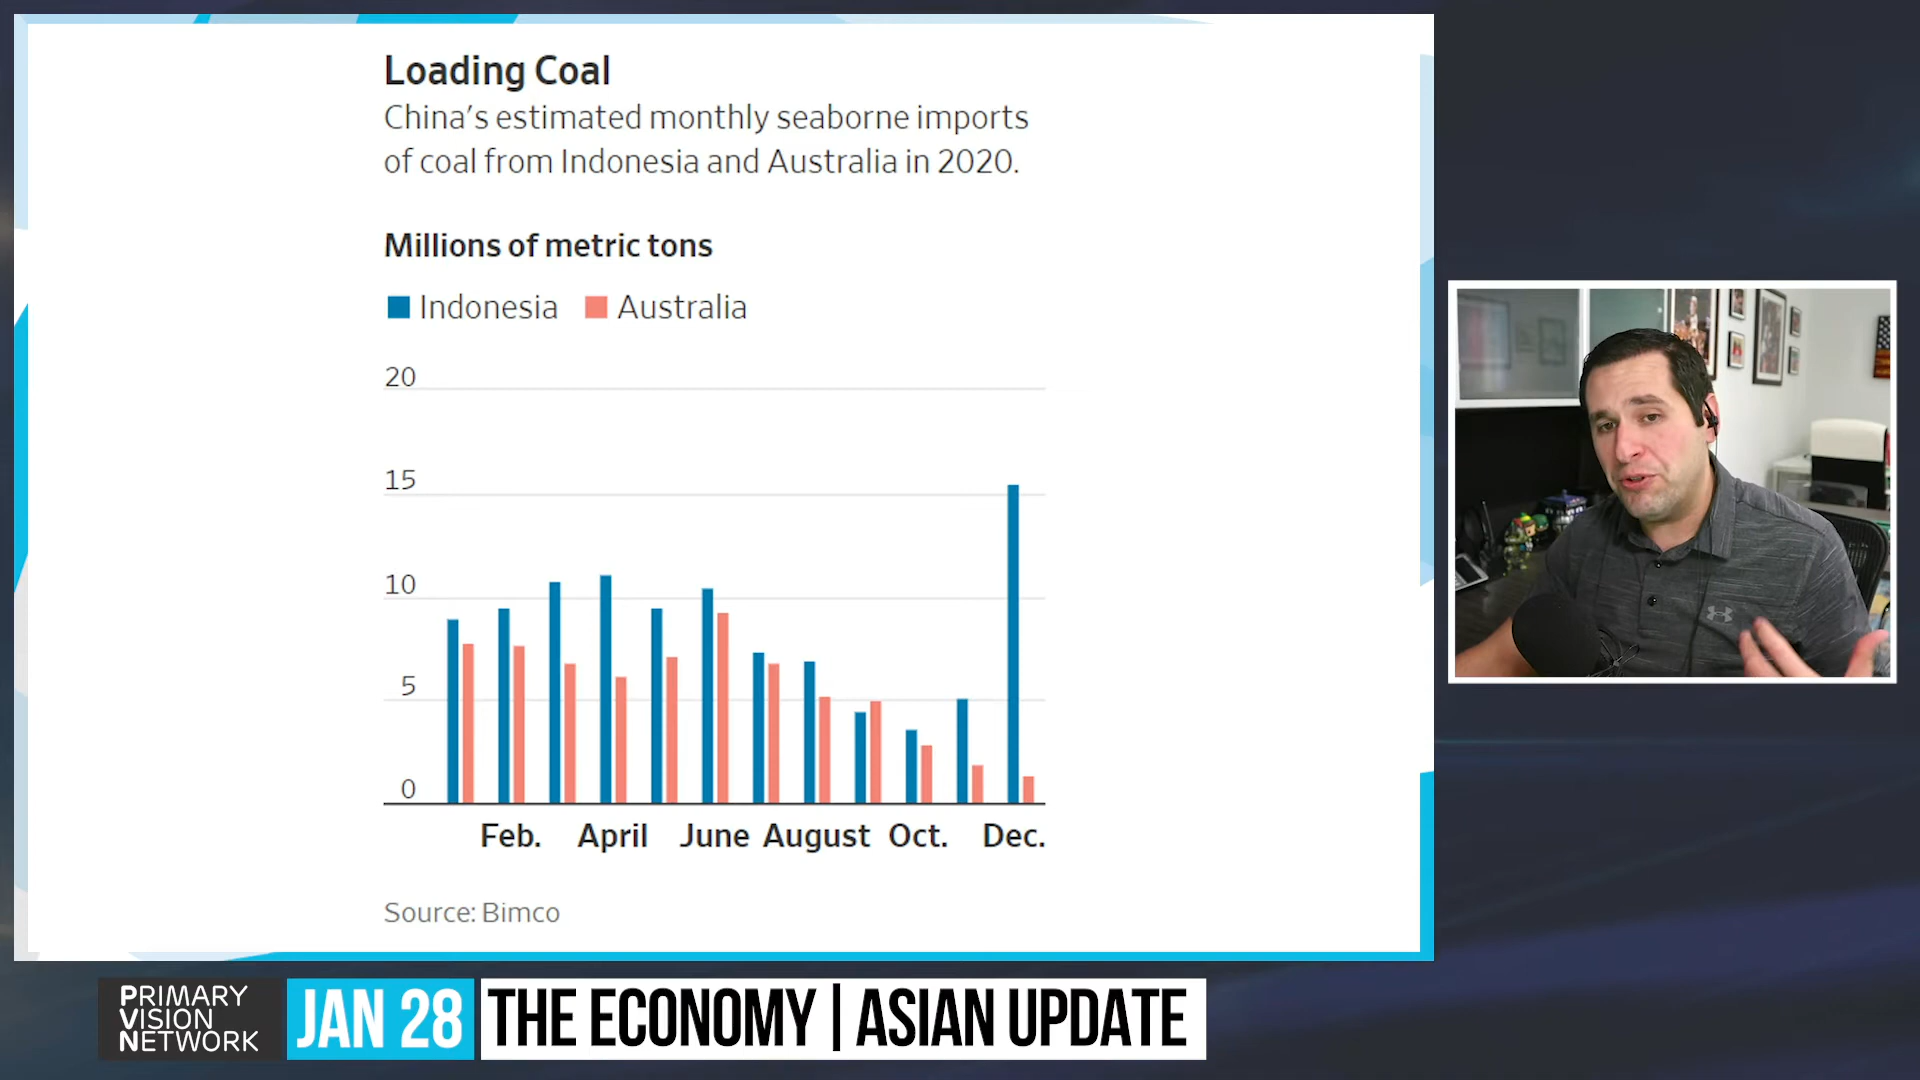 Loading Coal
China's estimated monthly seaborne imports
of coal from Indonesia and Australia in 2020.
Millions of metric tons
Indonesia Australia
20
15
10
5
0
Feb. April June August Oct. Dec.
Source: Bimco
PRIMARY
VISION
NETWORK
JAN 28
THE ECONOMY | ASIAN UPDATE